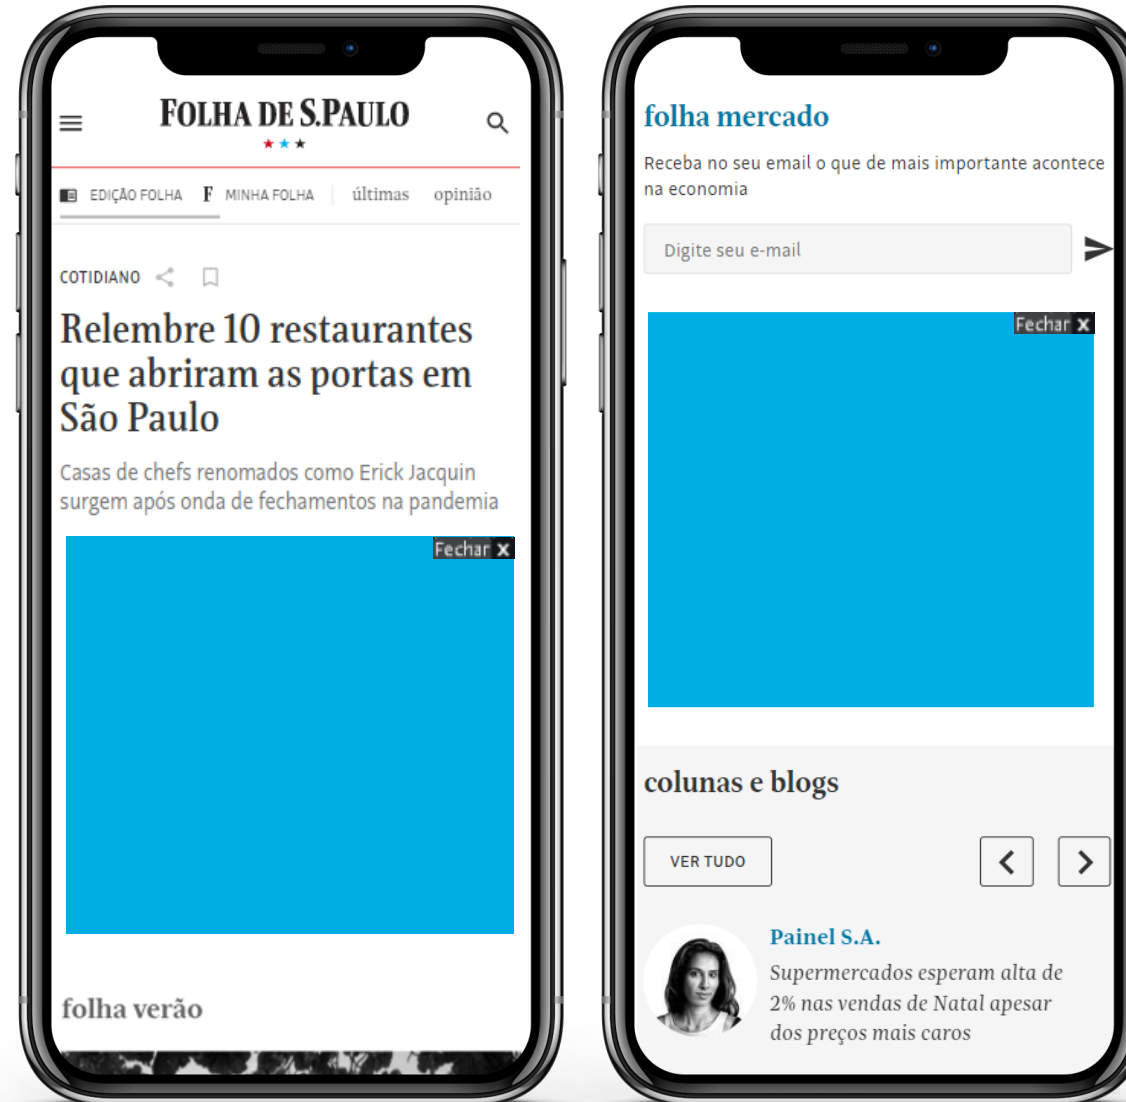 FOLHA DE S.PAULO
EDIÇÃO FOLHA F MINHA FOLHA últimas opinião
COTIDIANO
Relembre 10 restaurantes
que abriram as portas em
São Paulo
Casas de chefs renomados como Erick Jacquin
surgem após onda de fechamentos na pandemia
Fechar X
folha verão
folha mercado
Receba no seu email o que de mais importante acontece
na economia
Digite seu e-mail
Fechar X
colunas e blogs
VER TUDO
Painel S.A.
Supermercados esperam alta de
2% nas vendas de Natal apesar
dos preços mais caros